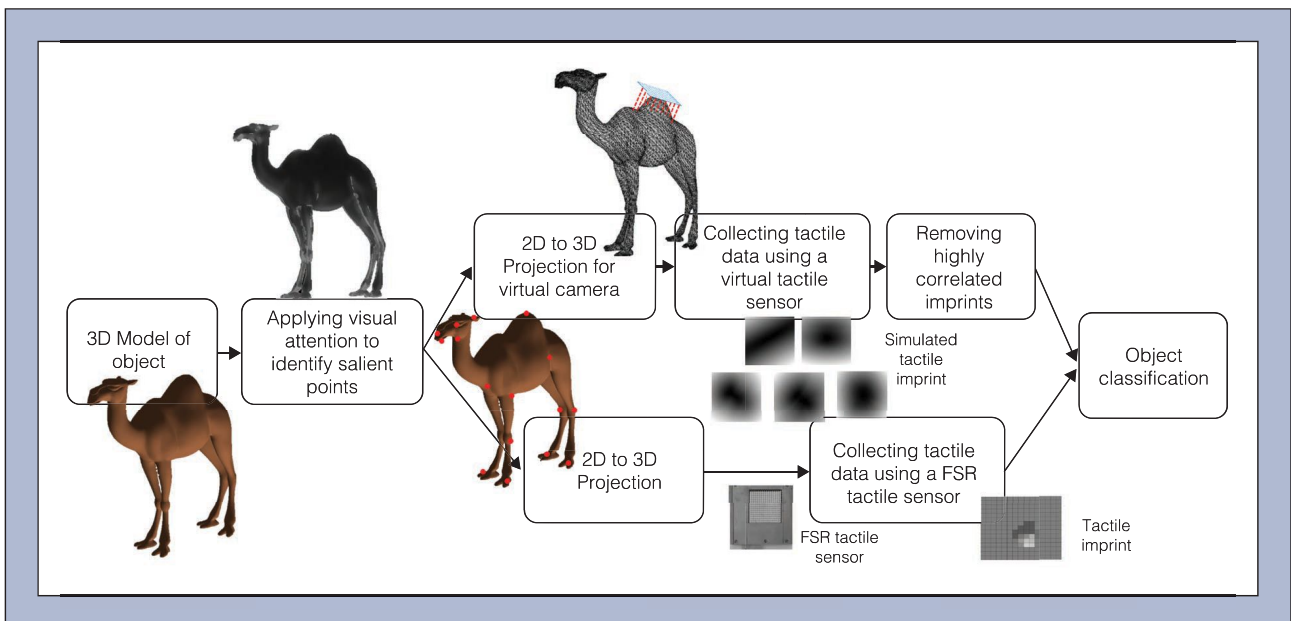 3D Model of
object
Applying visual
attention to
identify salient
points
2D to 3D
Projection for
virtual camera
Collecting tactile
data using a
virtual tactile
sensor
Removing
highly
correlated
imprints
Simulated
tactile
imprint
Object
classification
2D to 3D
Projection
Collecting tactile
data using a FSR
tactile sensor
FSR tactile
sensor
Tactile
imprint